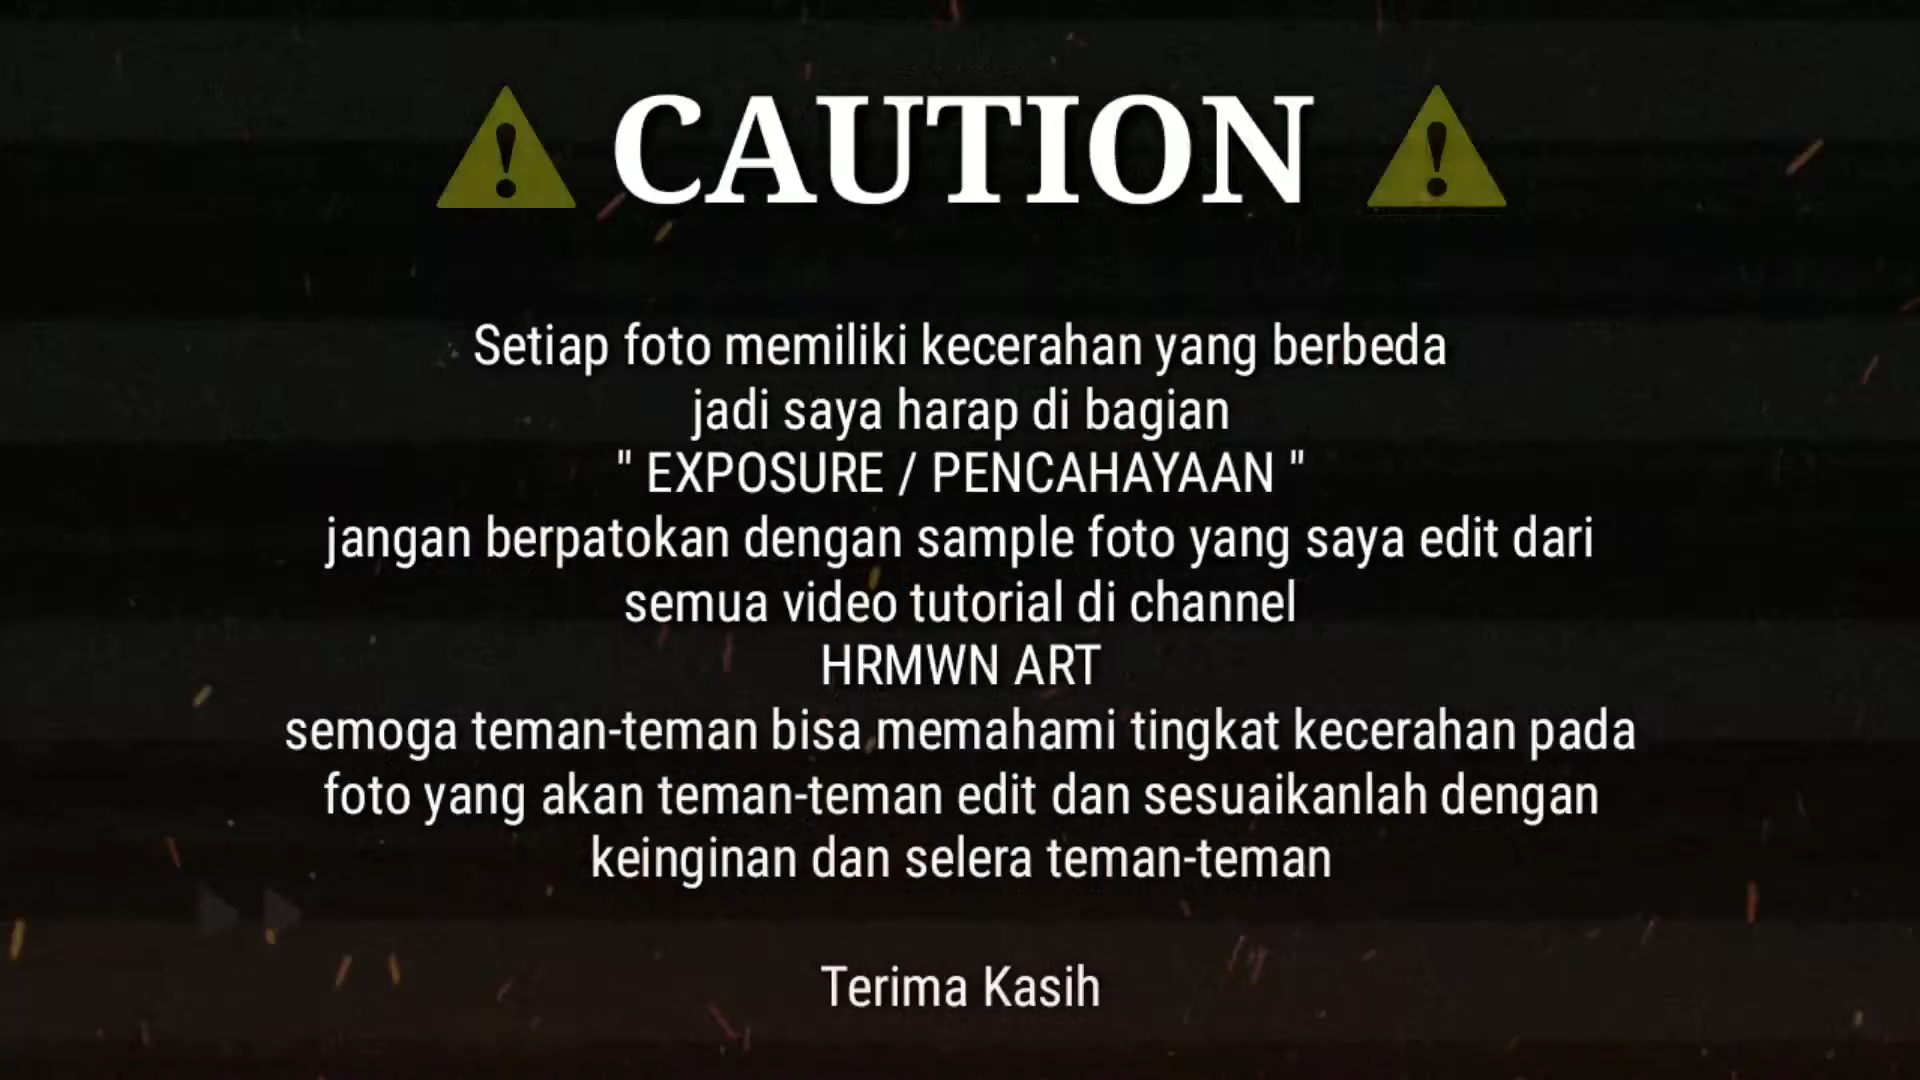 CAUTION
Setiap foto memiliki kecerahan yang berbeda
jadi saya harap di bagian
" EXPOSURE / PENCAHAYAAN "
jangan berpatokan dengan sample foto yang saya edit dari
semua video tutorial di channel
HRMWN ART
semoga teman-teman bisa memahami tingkat kecerahan pada
foto yang akan teman-teman edit dan sesuaikanlah dengan
keinginan dan selera teman-teman
Terima Kasih